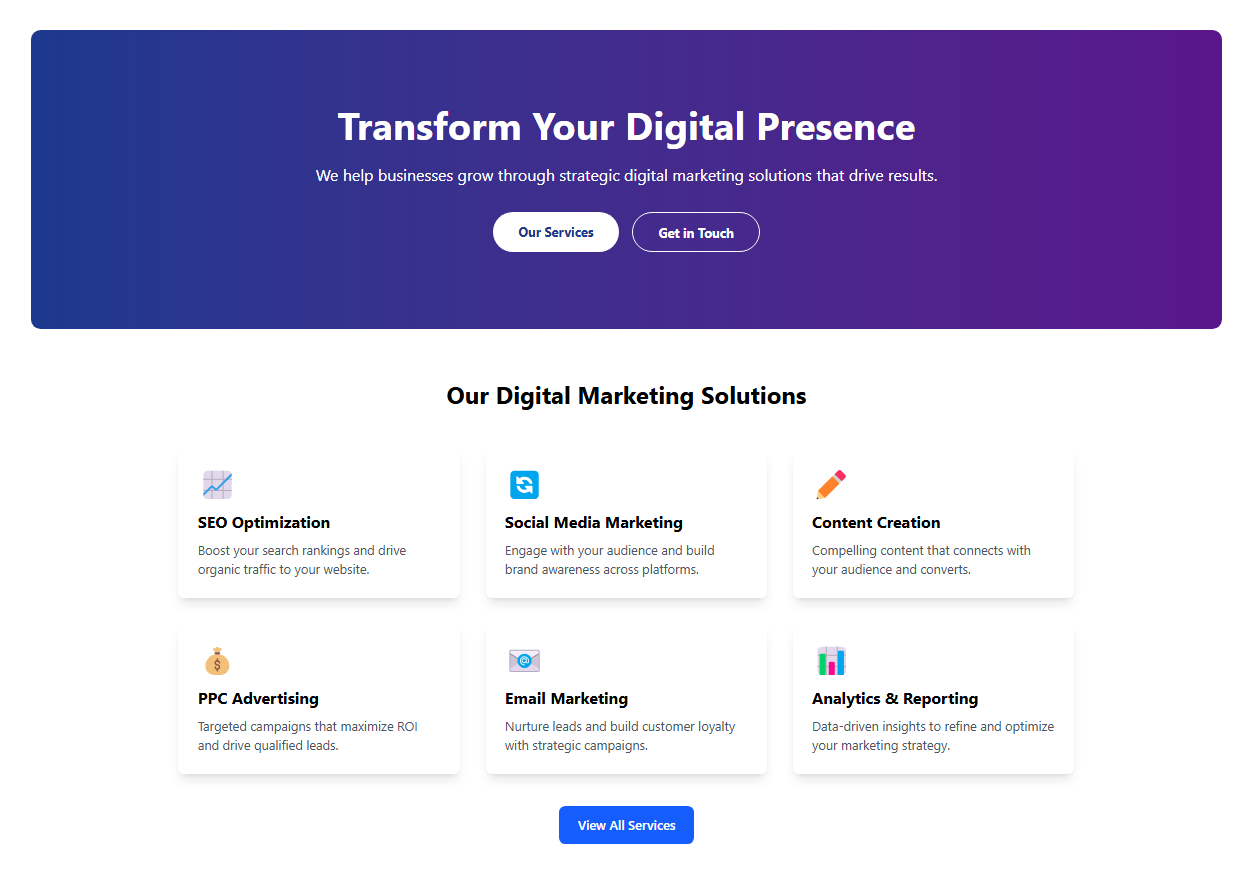 Transform Your Digital Presence
We help businesses grow through strategic digital marketing solutions that drive results.
Our Services
Get in Touch
Our Digital Marketing Solutions
SEO Optimization
Boost your search rankings and drive
organic traffic to your website.
Social Media Marketing
Engage with your audience and build
brand awareness across platforms.
Content Creation
Compelling content that connects with
your audience and converts.
PPC Advertising
Targeted campaigns that maximize ROI
and drive qualified leads.
Email Marketing
Nurture leads and build customer loyalty
with strategic campaigns.
Analytics & Reporting
Data-driven insights to refine and optimize
your marketing strategy.
View All Services